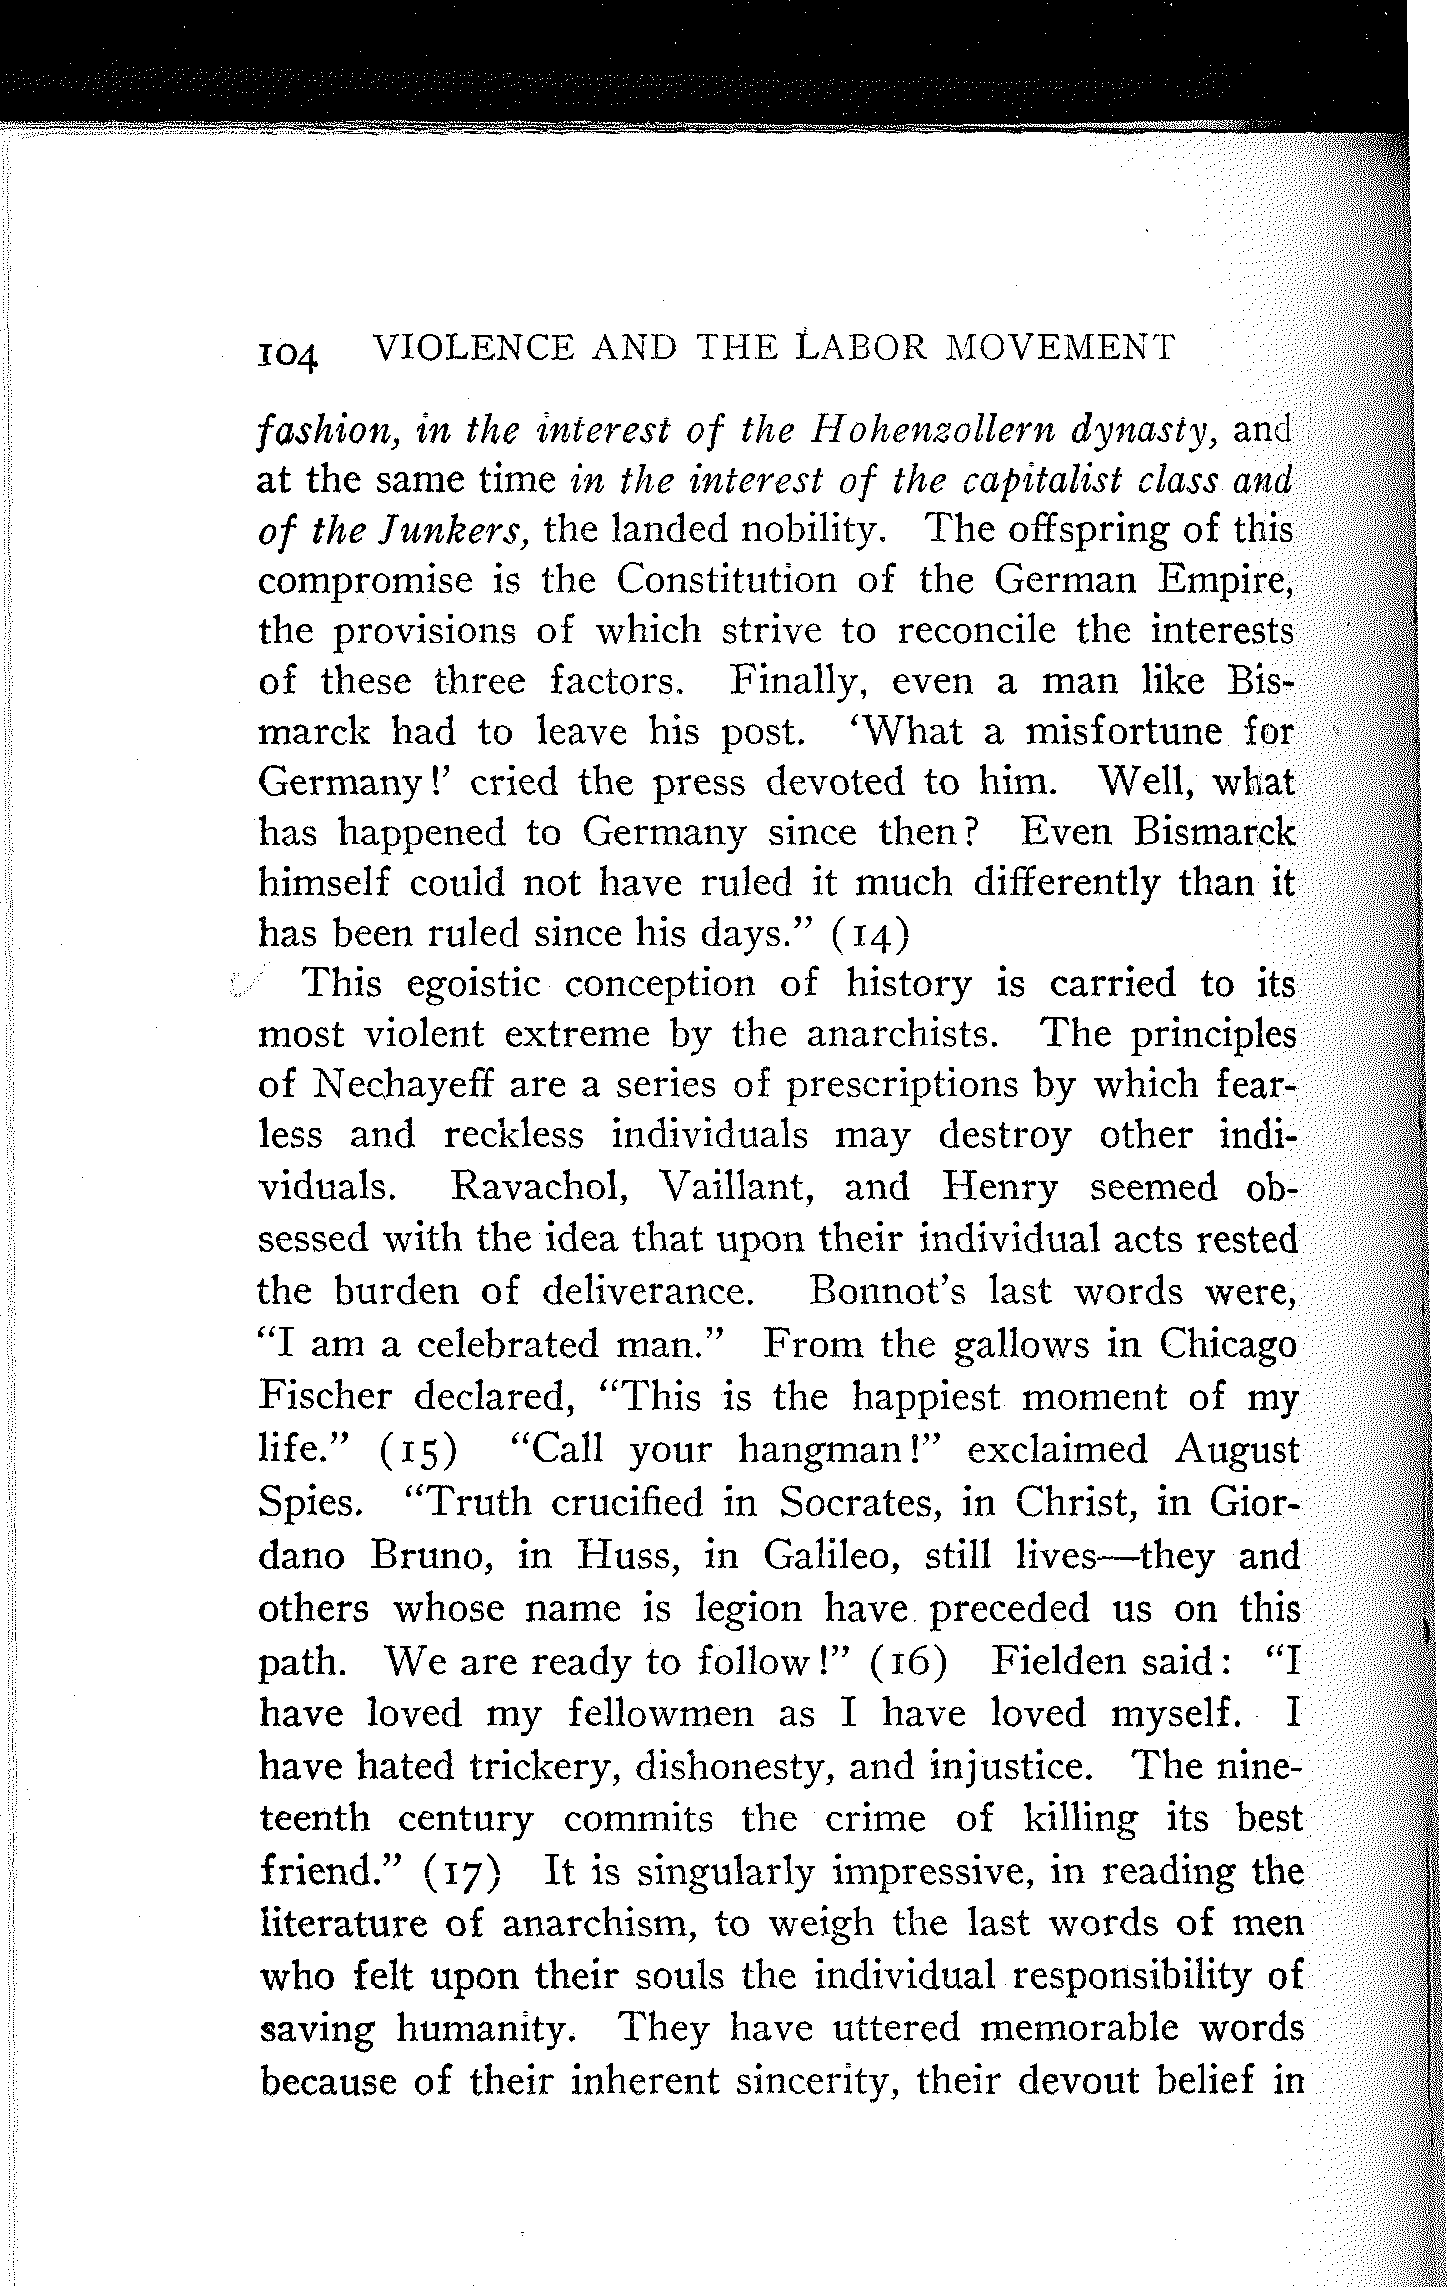 104 VIOLENCE AND THE LABOR MOVEMENT
fashion, in the interest of the Hohenzollern dynasty, and
at the same time in the interest of the capitalist class and
of the Junkers, the landed nobility. The offspring of this
compromise is the Constitution of the German Empire,
the provisions of which strive to reconcile the interests
of these three factors. Finally, even a man like Bis-
marck had to leave his post. 'What a misfortune for
Germany!' cried the press devoted to him. Well, what
has happened to Germany since then? Even Bismarck
himself could not have ruled it much differently than it
has been ruled since his days." (14)
This egoistic conception of history is carried to its
most violent extreme by the anarchists. The principles
of Nechayeff are a series of prescriptions by which fear-
less and reckless individuals may destroy other indi-
viduals. Ravachol, Vaillant, and Henry seemed ob-
sessed with the idea that upon their individual acts rested
the burden of deliverance. Bonnot's last words were,
"I am a celebrated man." From the gallows in Chicago
Fischer declared, "This is the happiest moment of my
life." (15) "Call your hangman!" exclaimed August
Spies. "Truth crucified in Socrates, in Christ, in Gior-
dano Bruno, in Huss, in Galileo, still lives—they and
others whose name is legion have preceded us on this
path. We are ready to follow!" (16) Fielden said: "I
have loved my fellowmen as I have loved myself. I
have hated trickery, dishonesty, and injustice. The nine-
teenth century commits the crime of killing its best
friend." (17) It is singularly impressive, in reading the
literature of anarchism, to weigh the last words of men
who felt upon their souls the individual responsibility of
saving humanity. They have uttered memorable words
because of their inherent sincerity, their devout belief in